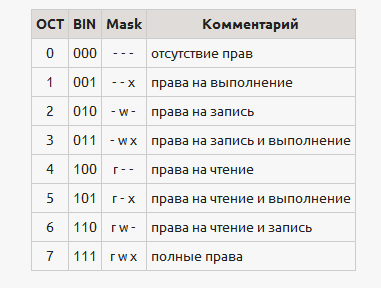 OCT BIN Mask Комментарий
0 000 - - - отсутствие прав
1 001 - - x права на выполнение
2 010 - w - права на запись
3 011 - w x права на запись и выполнение
4 100 r - - права на чтение
5 101 r - x права на чтение и выполнение
6 110 r w - права на чтение и запись
7 111 r w x полные права